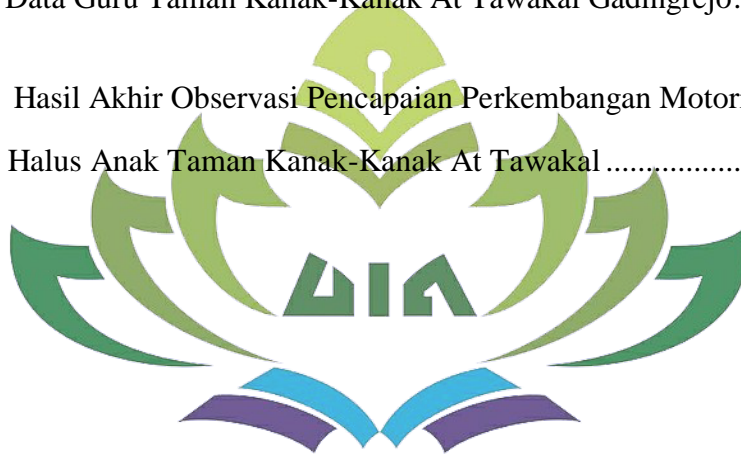 Data Guru Taman Kanak-Kanak At Tawakal Gadingrejo.
Hasil Akhir Observasi Pencapaian Perkembangan
Halus Anak Taman Kanak-Kanak At Tawakal .................
UIN